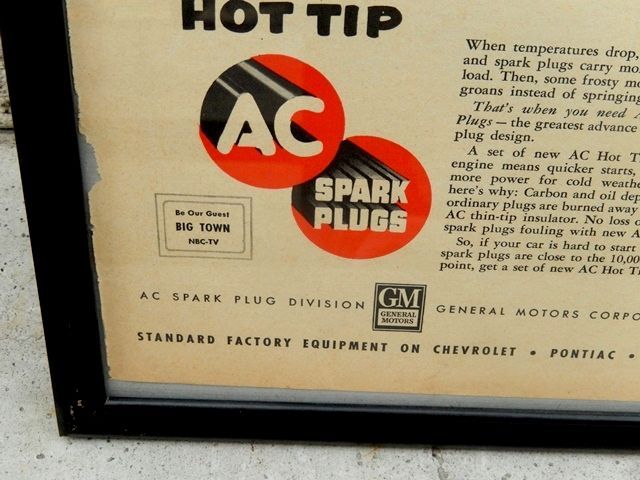 HOT TIP
AC
SPARK
PLUGS
Be Our Guest
BIG TOWN
NBC-TV
When temperatures drop,
and spark plugs carry mo
load. Then, some frosty mo
groans instead of springing
That's when you need A
Plugs — the greatest advance
plug design.
A set of new AC Hot T
engine means quicker starts,
more power for cold weathe
here's why: Carbon and oil dep
ordinary plugs are burned away
AC thin-tip insulator. No loss o
spark plugs fouling with new A
So, if your car is hard to start
spark plugs are close to the 10,00
point, get a set of new AC Hot T
AC SPARK PLUG DIVISION GM GENERAL MOTORS GENERAL MOTORS CORPO
STANDARD FACTORY EQUIPMENT ON CHEVROLET • PONTIAC •